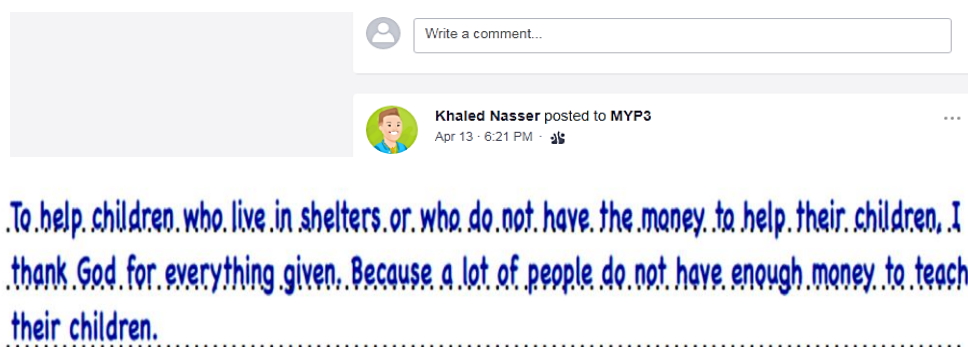 Write a comment...
Khaled Nasser posted to MYP3
Apr 13 · 6:21 PM ·
To help children who live in shelters or who do not have the money to help their children, I
thank God for everything given. Because a lot of people do not have enough money to teach
their children.